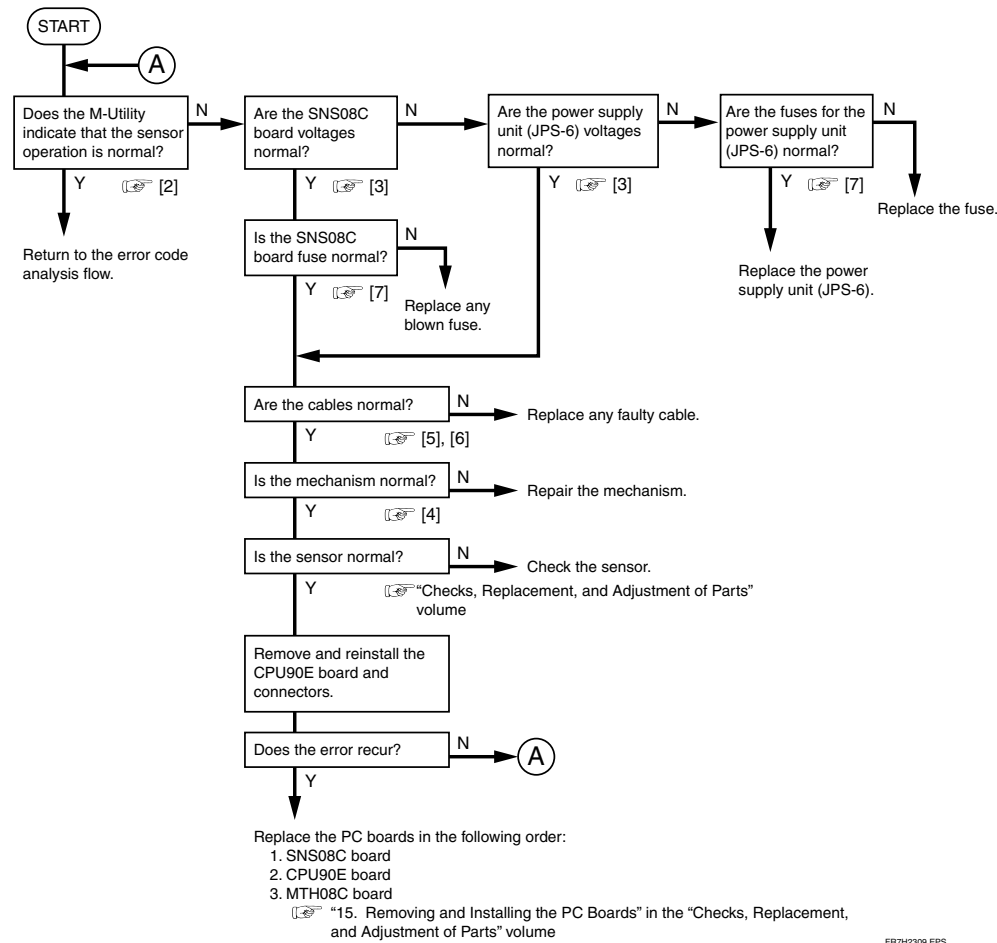 START
A
Does the M-Utility
indicate that the sensor
operation is normal?
N
Are the SNS08C
board voltages
normal?
N
Are the power supply
unit (JPS-6) voltages
normal?
N
Are the fuses for the
power supply unit
(JPS-6) normal?
N
Y
[2]
Y
[3]
Y
[3]
Y
[7]
Replace the fuse.
Return to the error code
analysis flow.
Is the SNS08C
board fuse normal?
N
Replace the power
supply unit (JPS-6).
Y
[7]
Replace any
blown fuse.
Are the cables normal?
N
Replace any faulty cable.
Y
[5], [6]
Is the mechanism normal?
N
Repair the mechanism.
Y
[4]
Is the sensor normal?
N
Check the sensor.
Y
"Checks, Replacement, and Adjustment of Parts"
volume
Remove and reinstall the
CPU90E board and
connectors.
Does the error recur?
N
A
Y
Replace the PC boards in the following order:
1. SNS08C board
2. CPU90E board
3. MTH08C board
"15. Removing and Installing the PC Boards" in the "Checks, Replacement,
and Adjustment of Parts" volume
FR7H2309.EPS